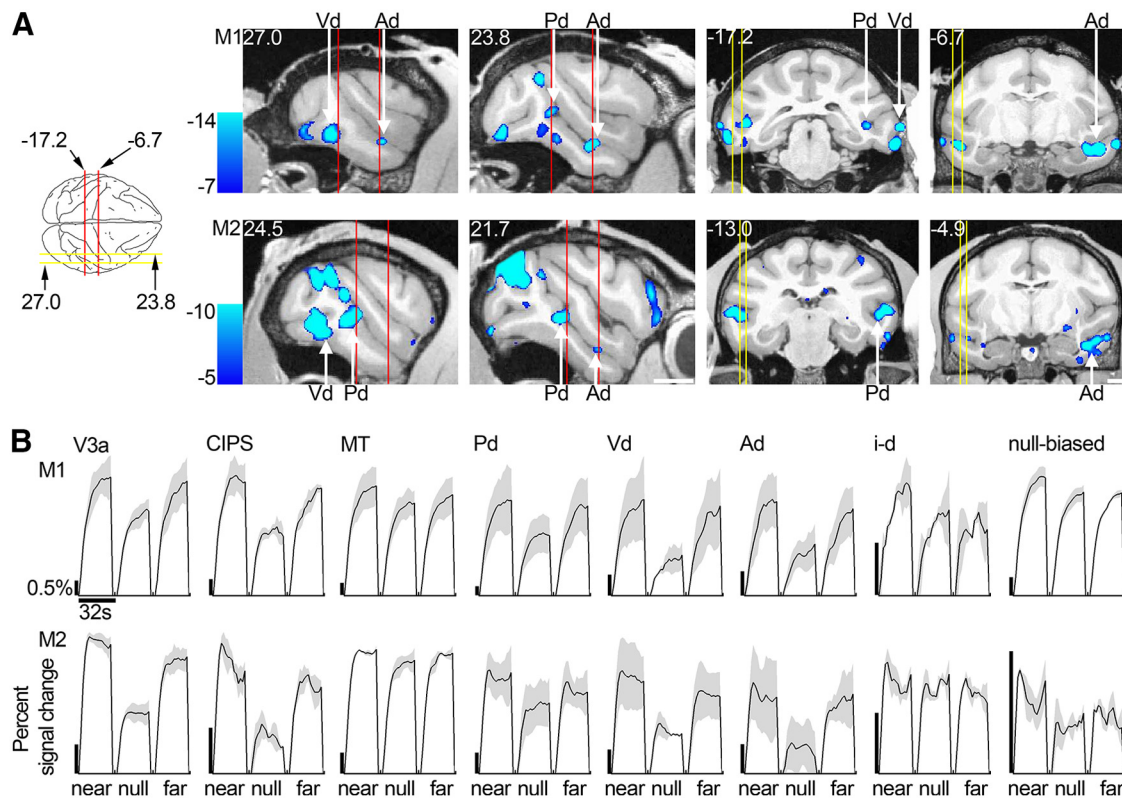 A
Vd Ad Pd Ad Pd Vd Ad
M1 27.0 23.8 -17.2 -6.7
-14
-7
-17.2 -6.7
27.0 23.8
M2 24.5 21.7 -13.0 -4.9
-10
-5
Vd Pd Pd Ad Pd Ad
B
V3a CIPS MT Pd Vd Ad i-d null-biased
M1
0.5%
32s
M2
Percent
signal change
near null far near null far near null far near null far near null far near null far near null far near null far